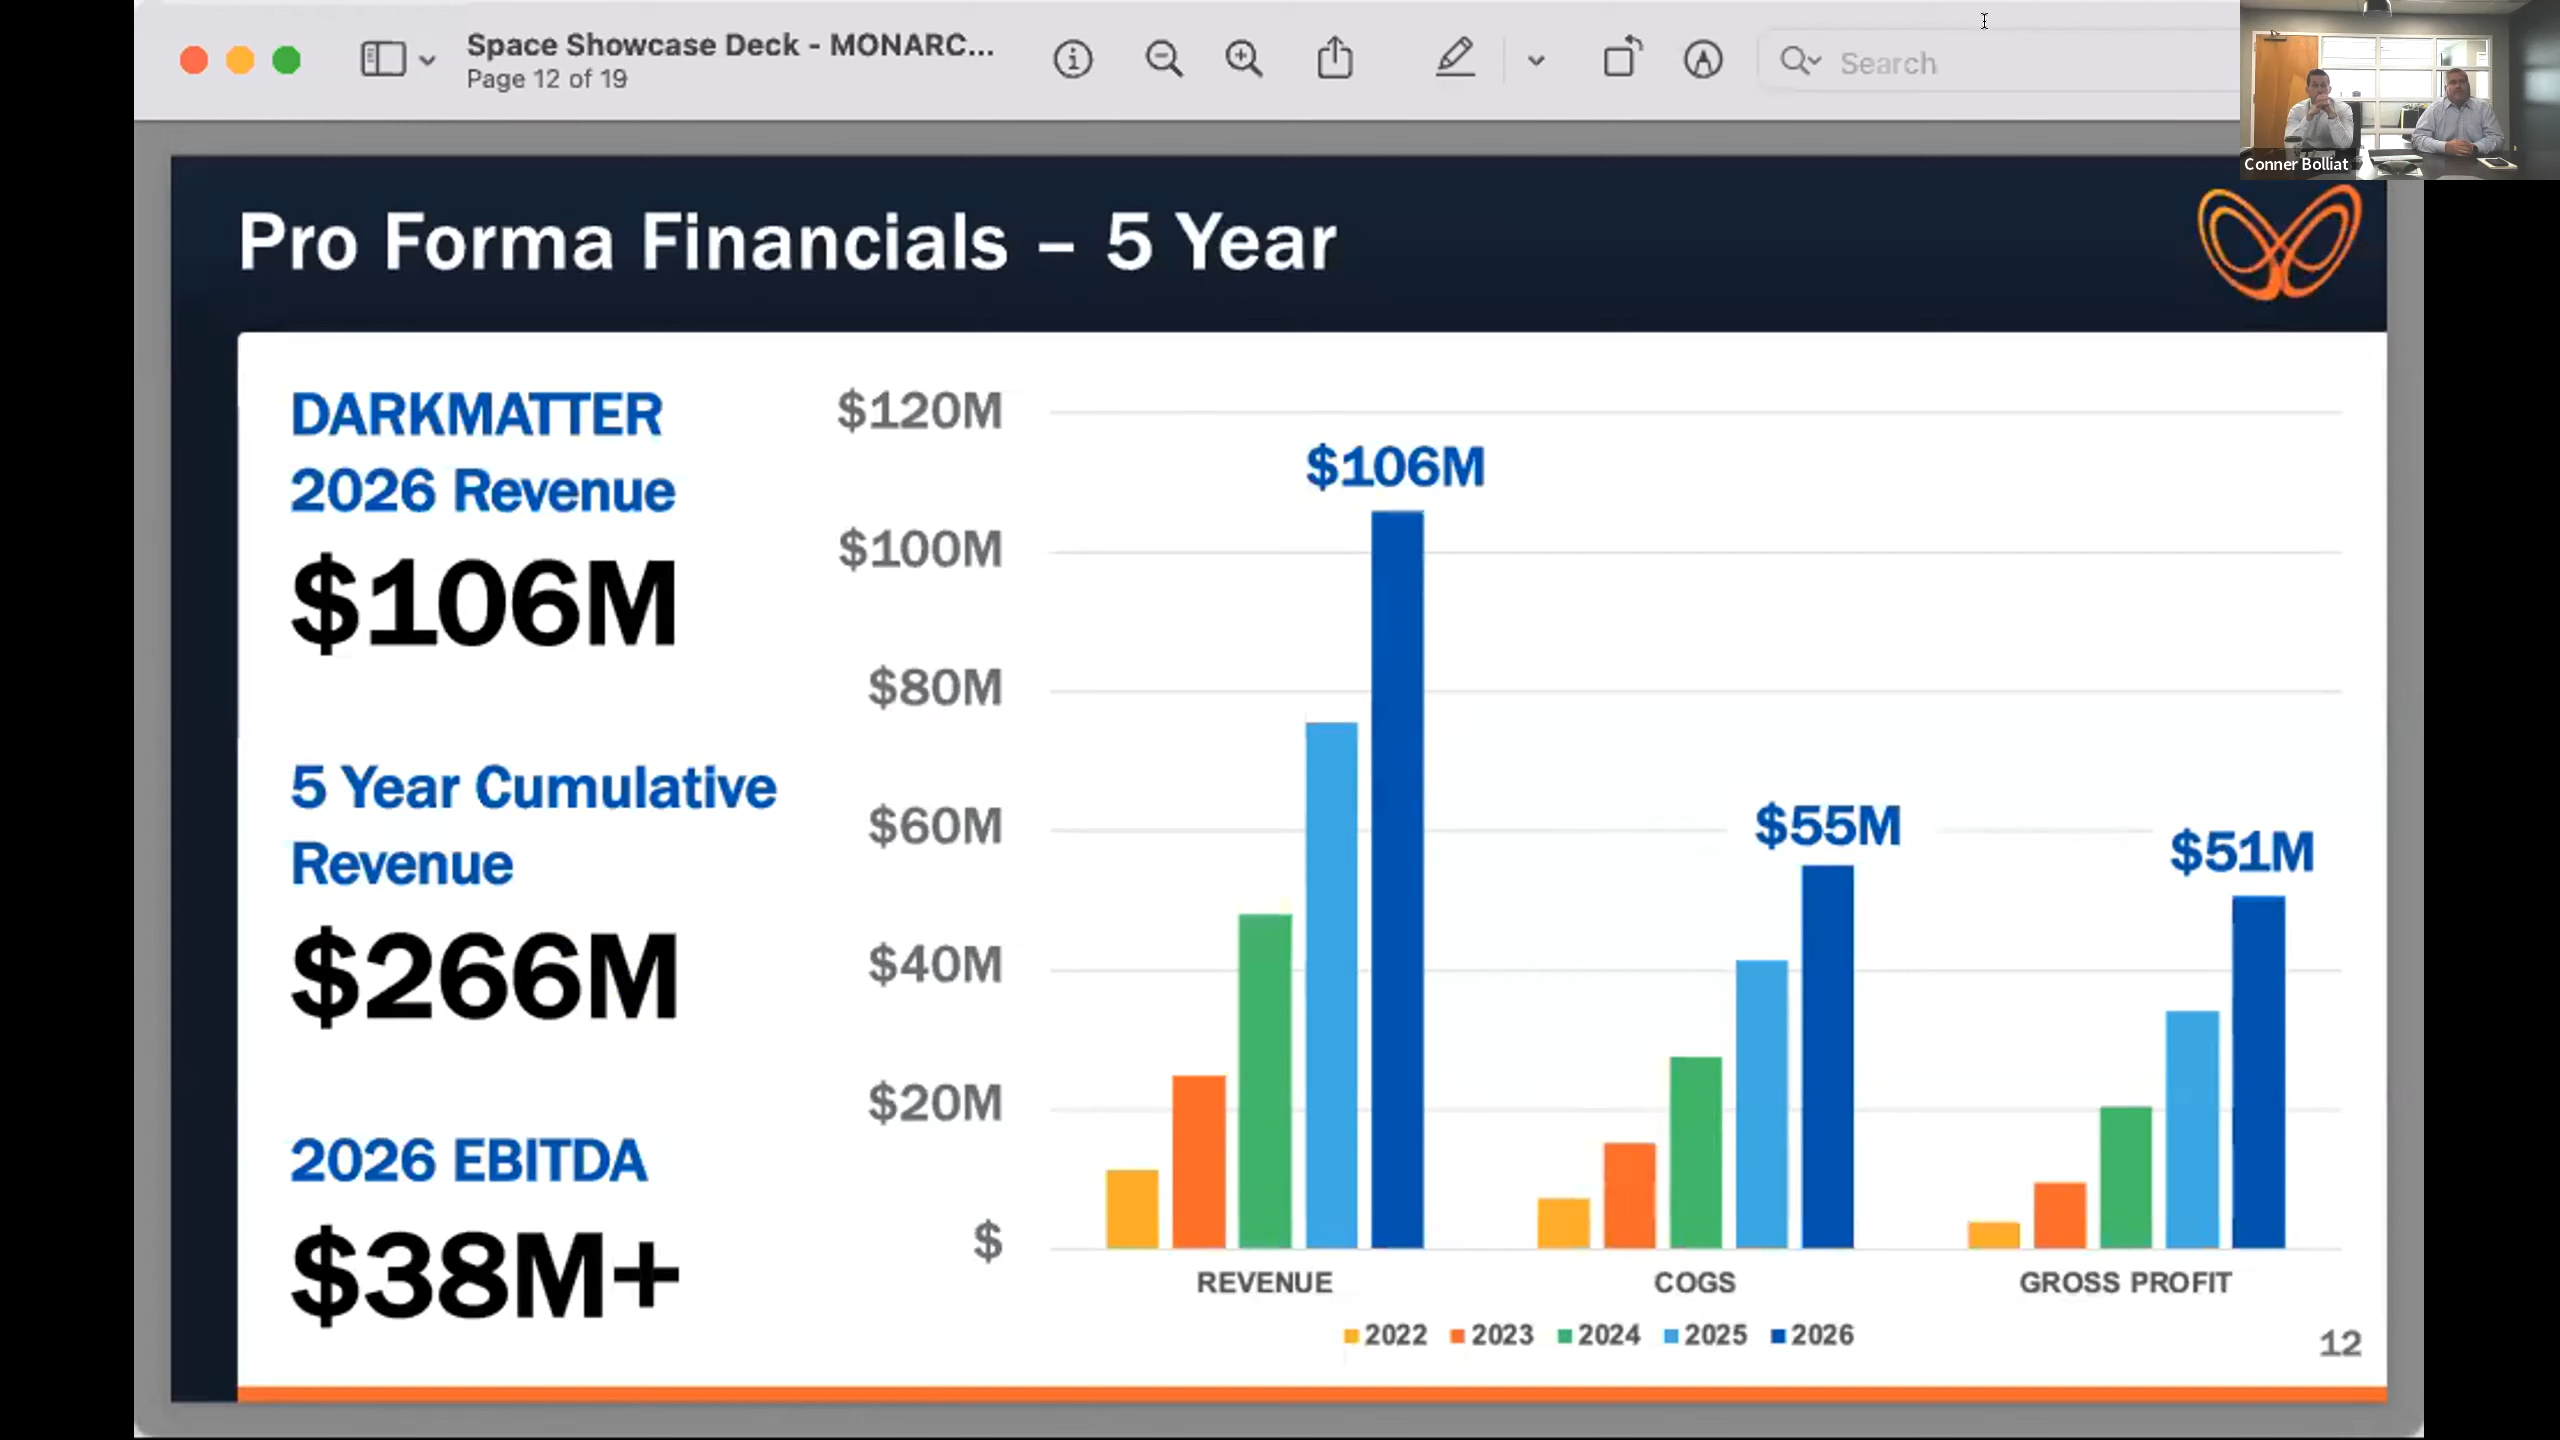 Space Showcase Deck - MONARC...
Page 12 of 19
Search
Conner Bolliat
Pro Forma Financials – 5 Year
DARKMATTER
2026 Revenue
$106M
5 Year Cumulative
Revenue
$266M
2026 EBITDA
$38M+
$120M
$100M
$80M
$60M
$40M
$20M
$
$106M
$55M
$51M
REVENUE
COGS
GROSS PROFIT
2022 2023 2024 2025 2026
12